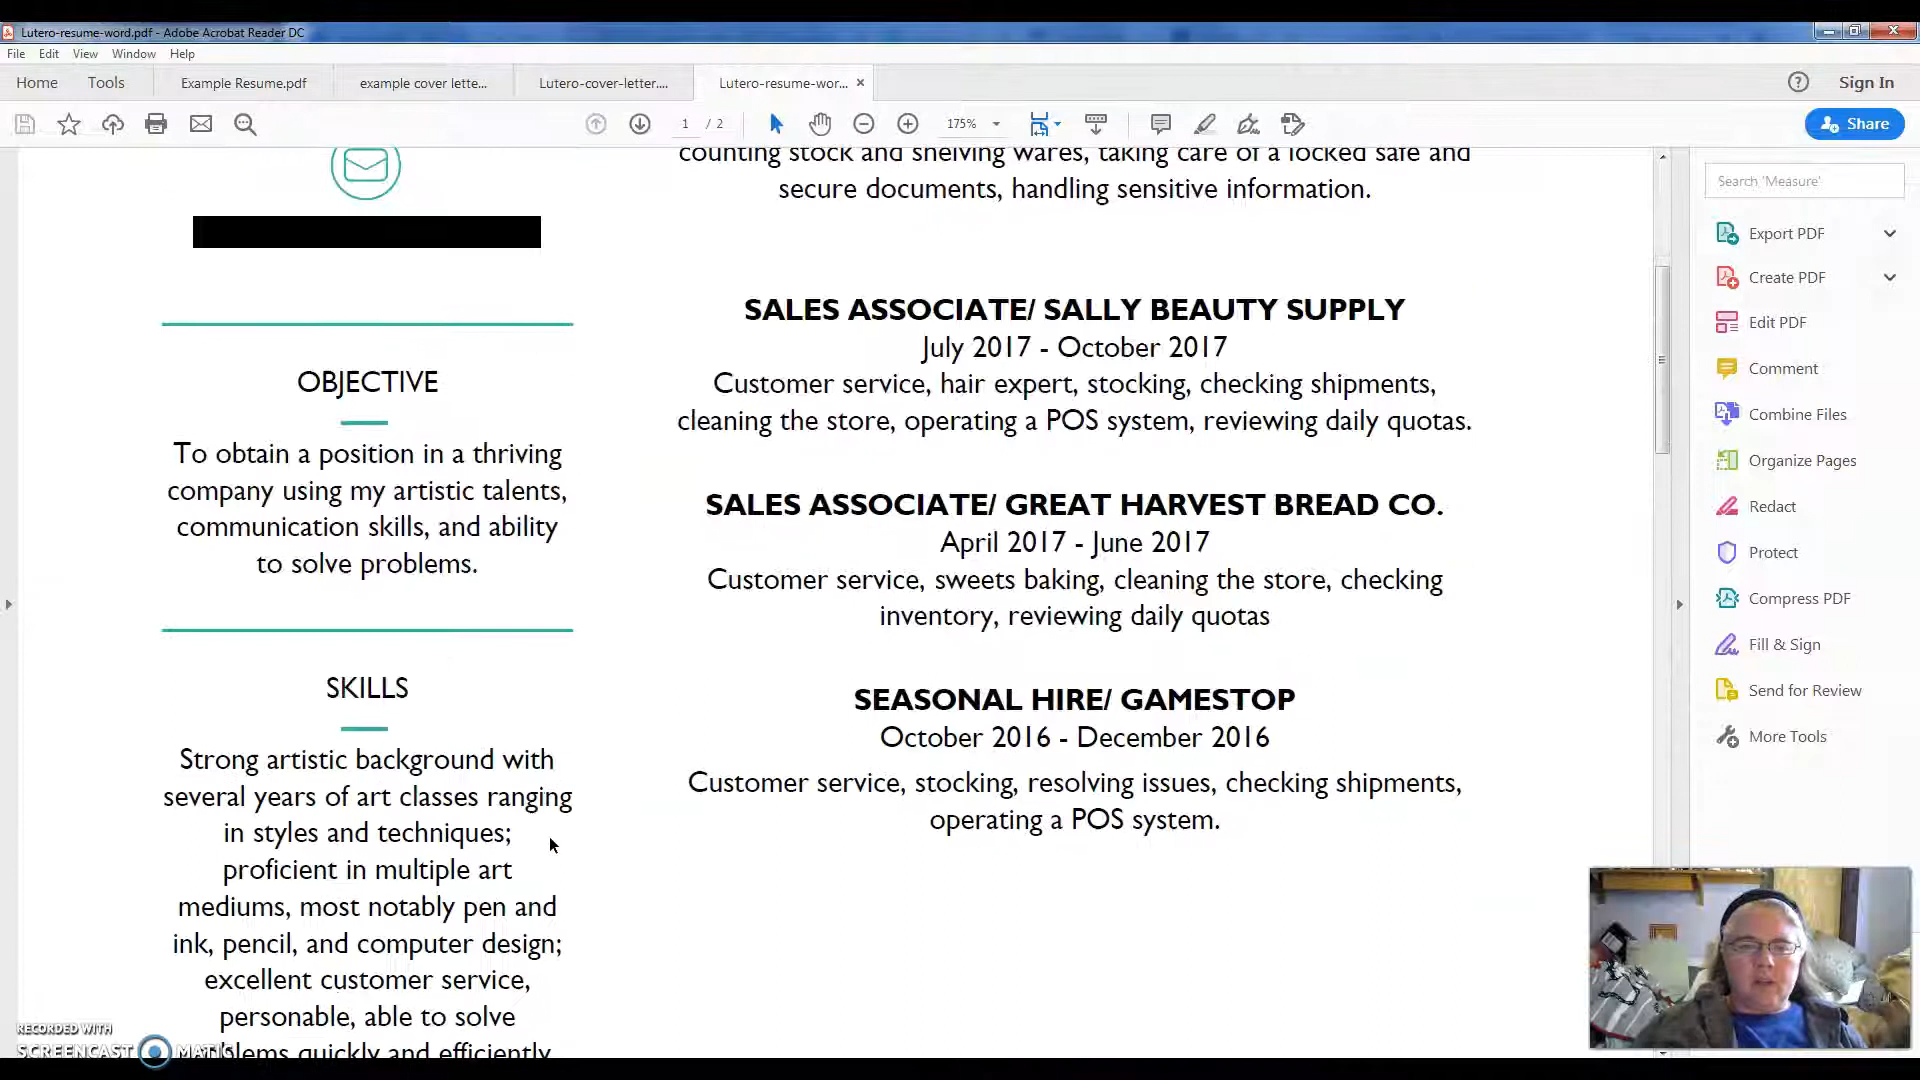 Lutero-resume-word.pdf - Adobe Acrobat Reader DC
File Edit View Window Help
Home Tools Example Resume.pdf example cover lette... Lutero-cover-letter.... Lutero-resume-wor... × Sign In
1 / 2 175% Share
counting stock and shelving wares, taking care of a locked safe and
secure documents, handling sensitive information.
OBJECTIVE
To obtain a position in a thriving
company using my artistic talents,
communication skills, and ability
to solve problems.
SKILLS
Strong artistic background with
several years of art classes ranging
in styles and techniques;
proficient in multiple art
mediums, most notably pen and
ink, pencil, and computer design;
excellent customer service,
personable, able to solve
quickly and efficiently
SALES ASSOCIATE/ SALLY BEAUTY SUPPLY
July 2017 - October 2017
Customer service, hair expert, stocking, checking shipments,
cleaning the store, operating a POS system, reviewing daily quotas.
SALES ASSOCIATE/ GREAT HARVEST BREAD CO.
April 2017 - June 2017
Customer service, sweets baking, cleaning the store, checking
inventory, reviewing daily quotas
SEASONAL HIRE/ GAMESTOP
October 2016 - December 2016
Customer service, stocking, resolving issues, checking shipments,
operating a POS system.
Search 'Measure'
Export PDF
Create PDF
Edit PDF
Comment
Combine Files
Organize Pages
Redact
Protect
Compress PDF
Fill & Sign
Send for Review
More Tools
RECORDED WITH
SCREENCAST MATIC